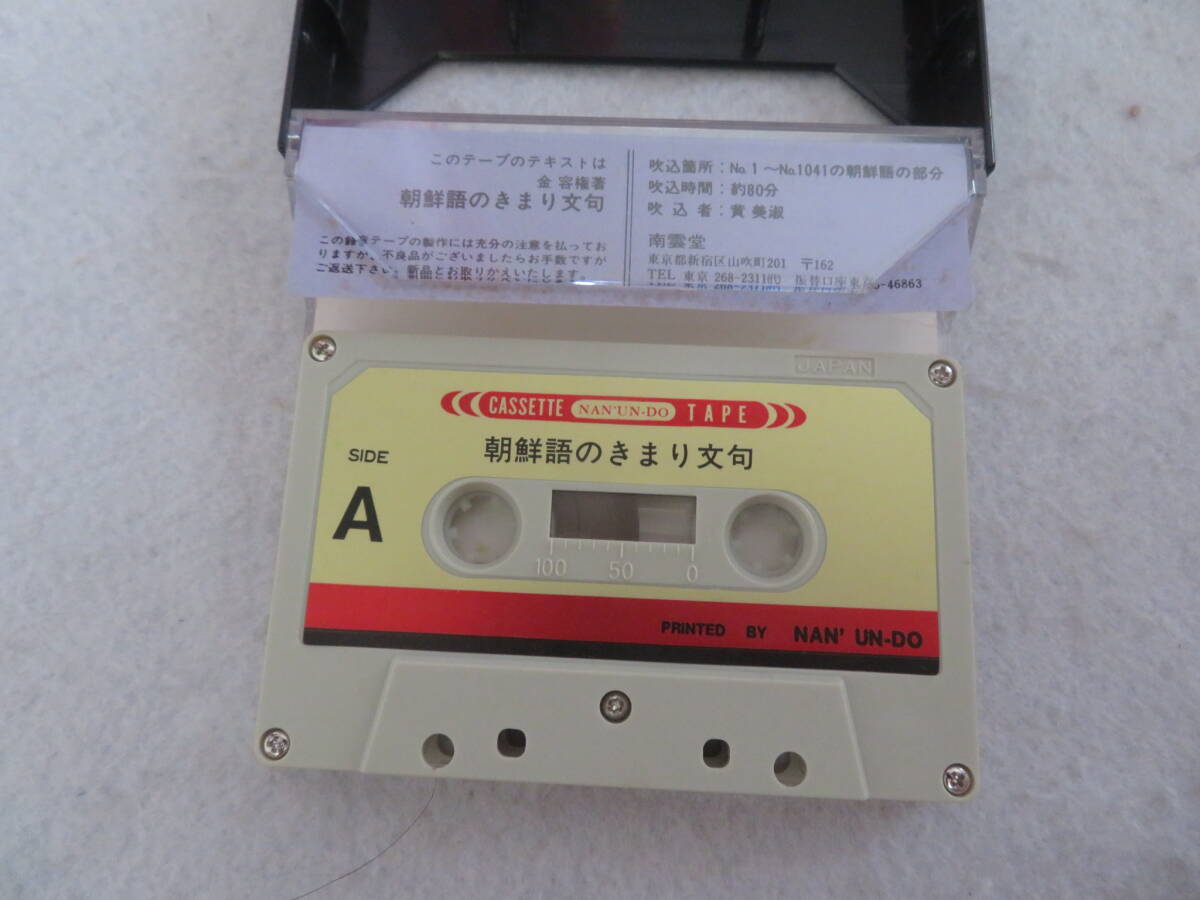 このテープのテキストは
金 容権著
朝鮮語のきまり文句
この録音テープの製作には充分の注意を払ってお
りますが、不良品がございましたらお手数ですが
ご返送下さい。新品とお取りかえいたします
吹込箇所:No.1～No.1041の朝鮮語の部分
吹込時間:約80分
吹 込 者:黄 美淑
南雲堂
東京都新宿区山吹町201 〒162
TEL 東京 268-2311㈹ 振替口座東京 -46863
JAPAN
CASSETTE NAN'UN-DO TAPE
朝鮮語のきまり文句
SIDE
A
100 50 0
PRINTED BY NAN' UN-DO